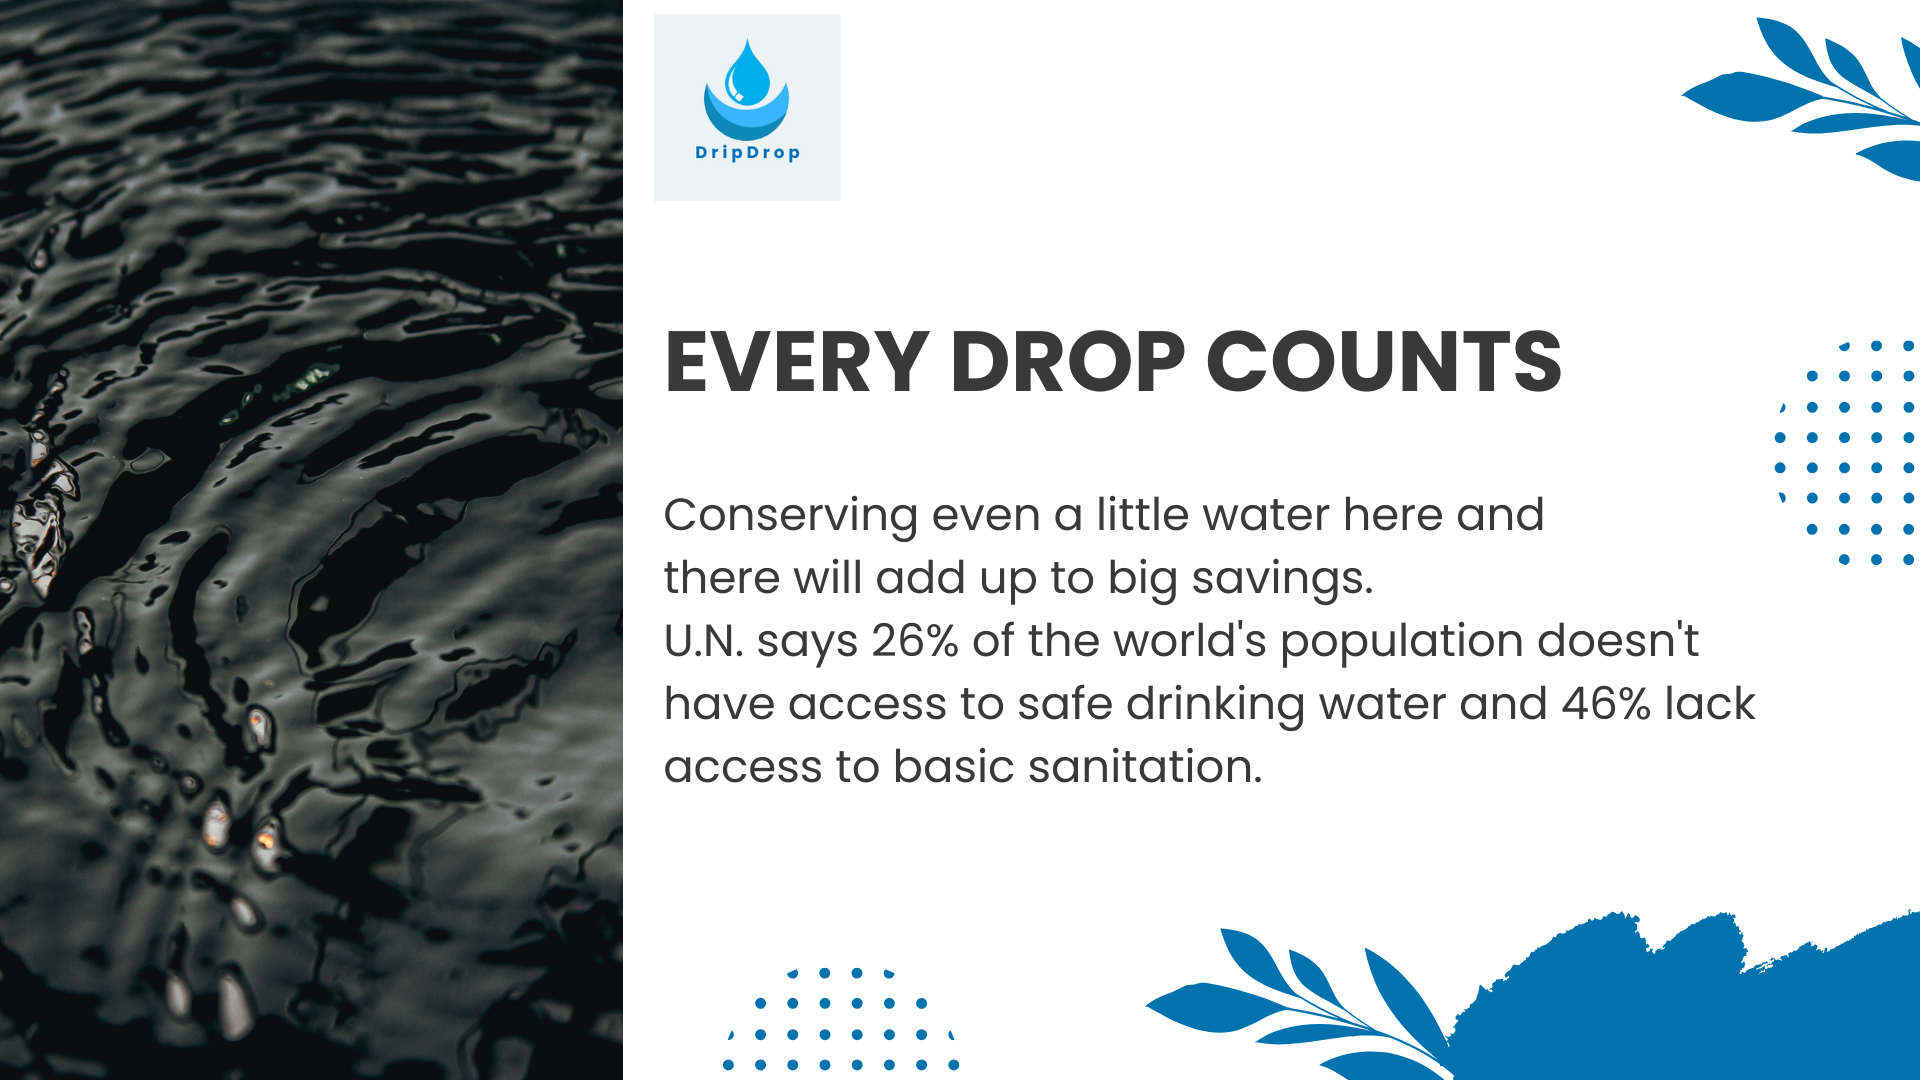 DripDrop
EVERY DROP COUNTS
Conserving even a little water here and
there will add up to big savings.
U.N. says 26% of the world's population doesn't
have access to safe drinking water and 46% lack
access to basic sanitation.